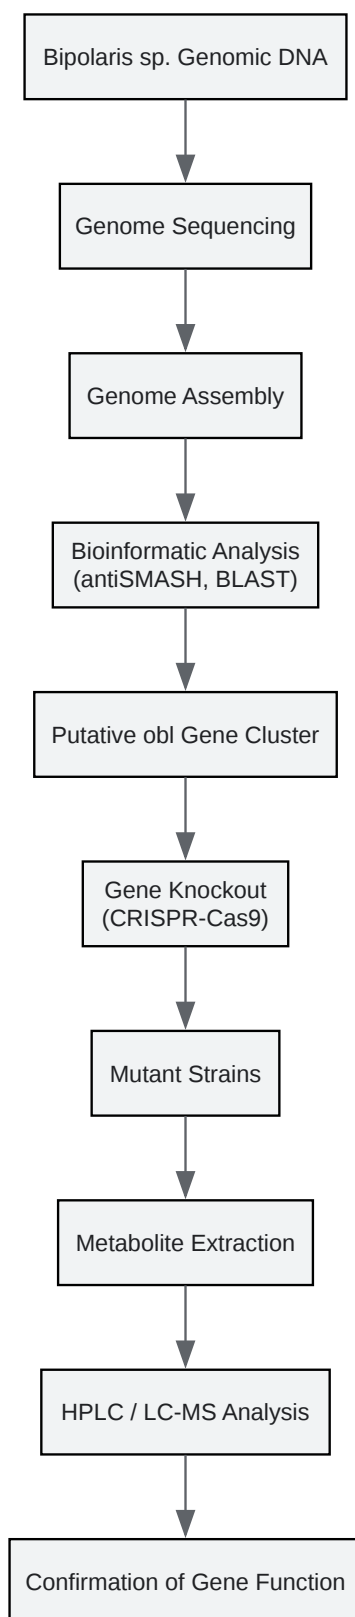 Bipolaris sp. Genomic DNA
Genome Sequencing
Genome Assembly
Bioinformatic Analysis
(antiSMASH, BLAST)
Putative obl Gene Cluster
Gene Knockout
(CRISPR-Cas9)
Mutant Strains
Metabolite Extraction
HPLC / LC-MS Analysis
Confirmation of Gene Function